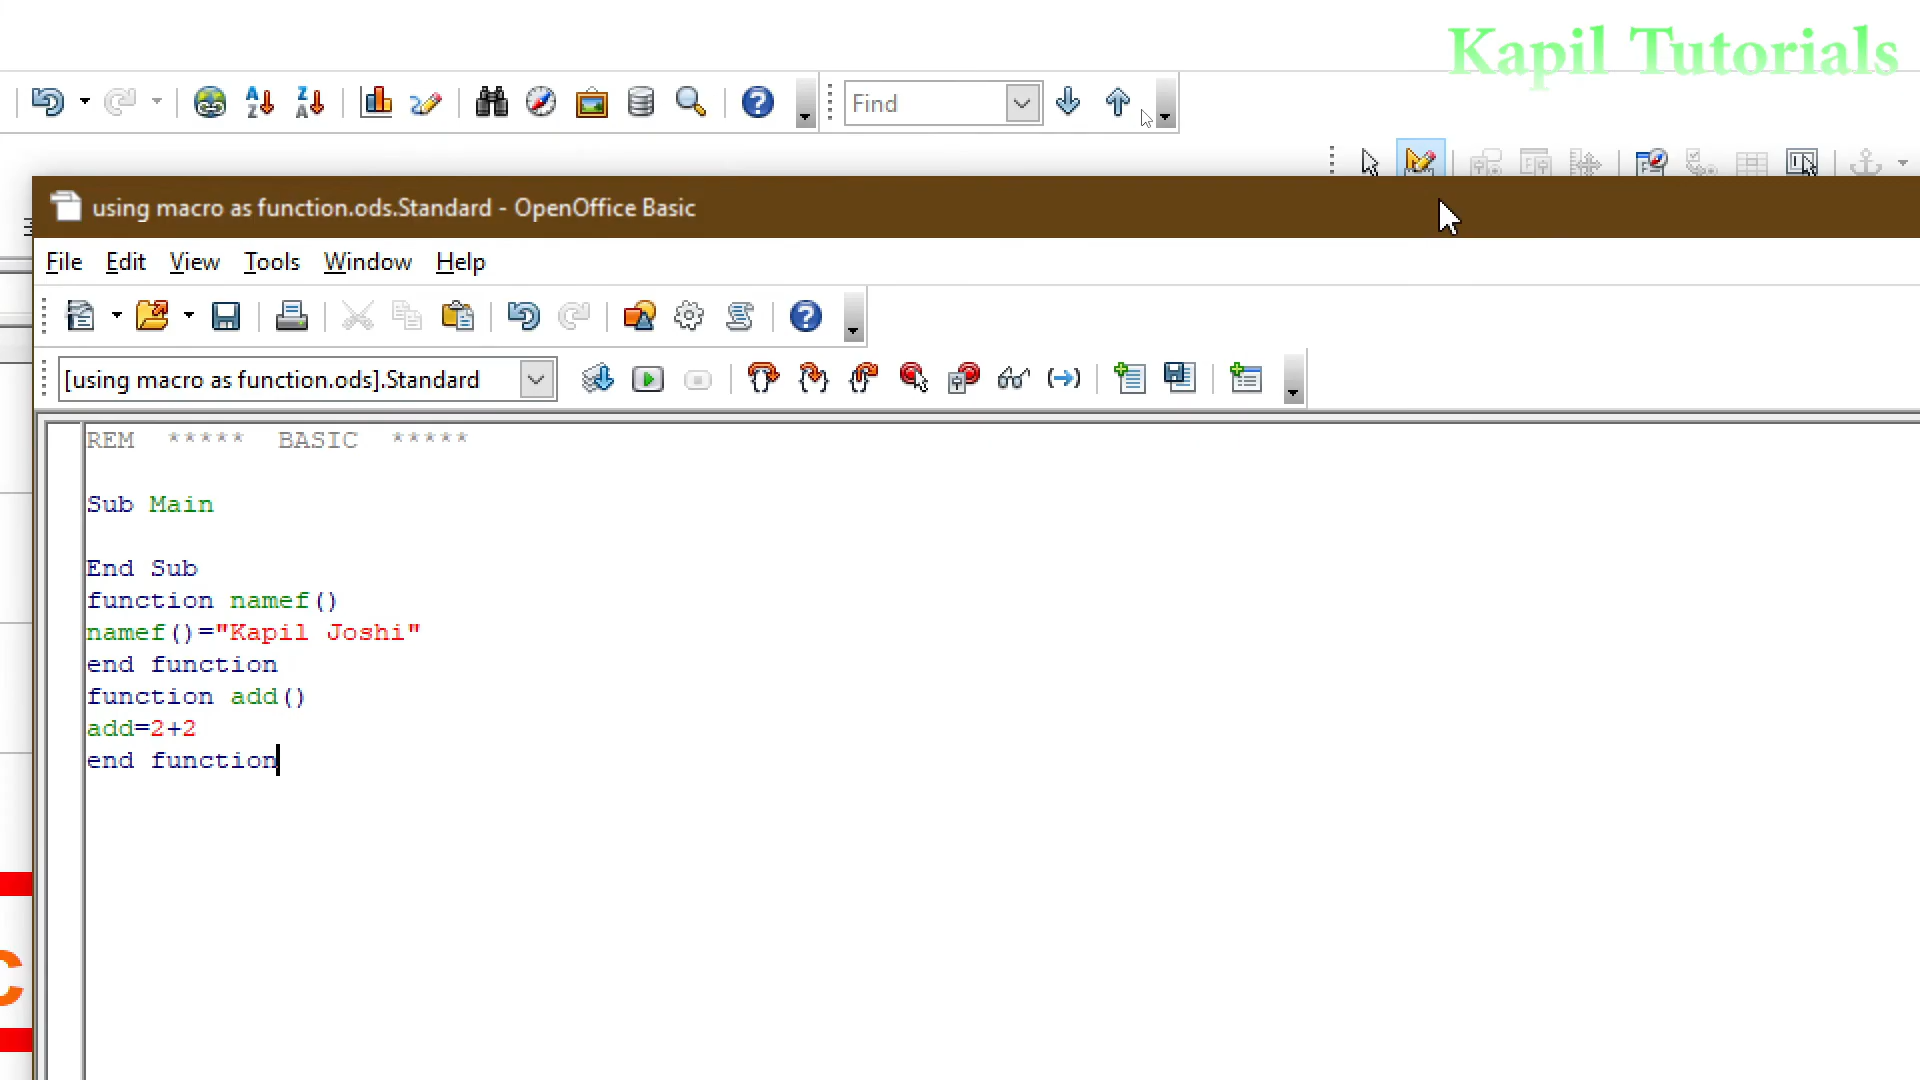 Kapil Tutorials
Find
using macro as function.ods.Standard - OpenOffice Basic
File Edit View Tools Window Help
[using macro as function.ods].Standard
REM ***** BASIC *****
Sub Main
End Sub
function namef()
namef()="Kapil Joshi"
end function
function add()
add=2+2
end function